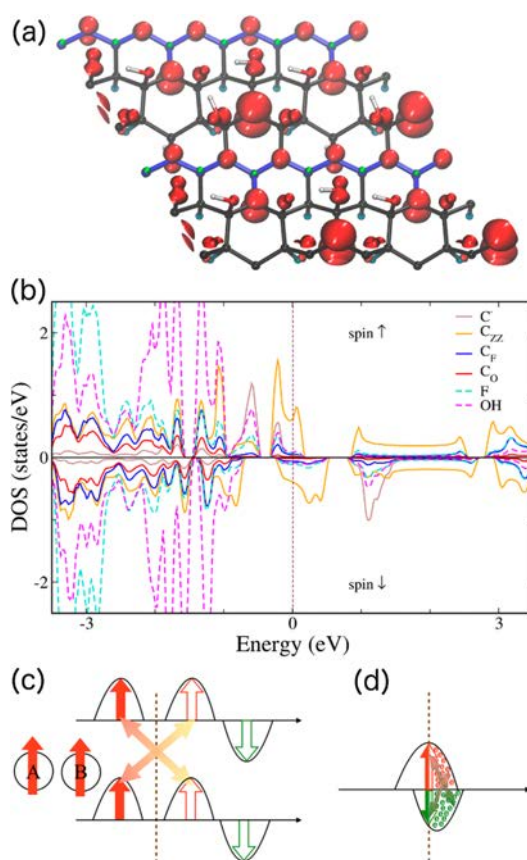 (a)
(b)
2
0
-2
DOS (states/eV)
spin ↑
spin ↓
C'
C_ZZ
C_F
C_O
F
OH
-3
0
3
Energy (eV)
(c)
(d)
A
B